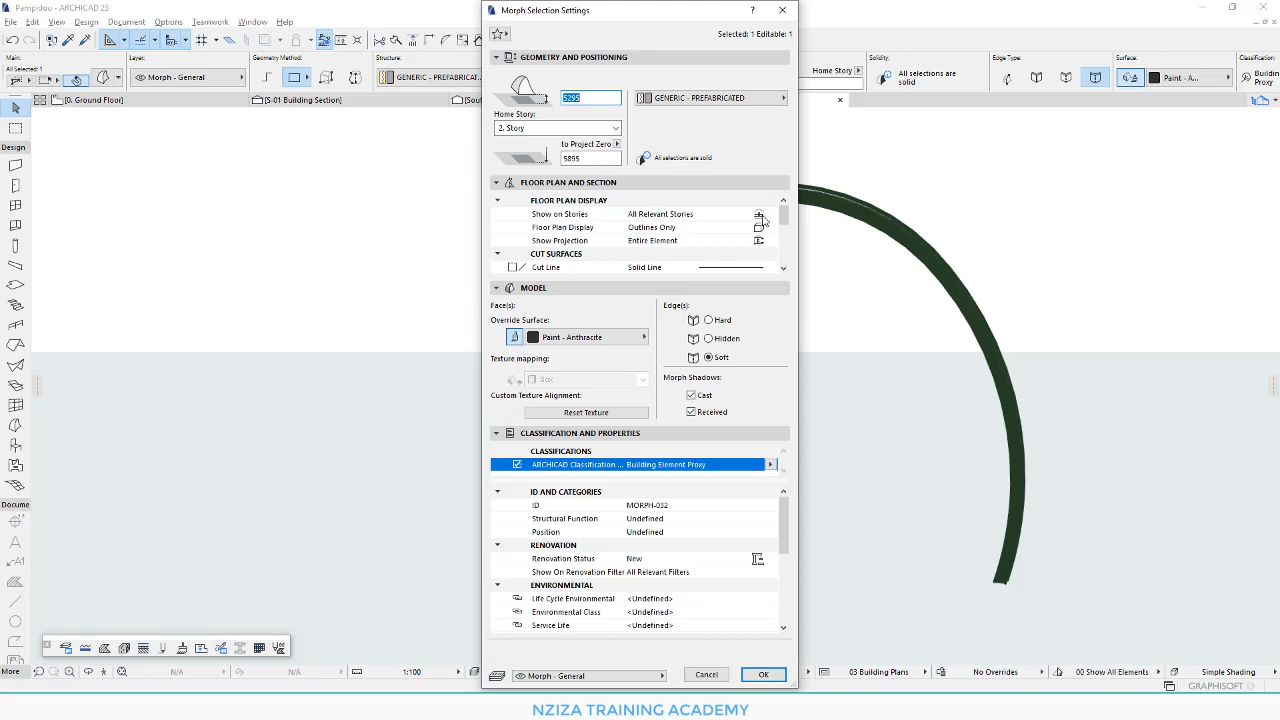 Pampidou - ARCHICAD 23
File Edit View Design Document Options Teamwork Window Help
Main:
All Selected: 1
Layer:
Morph - General
Geometry Method:
Structure:
GENERIC - PREFABRICAT...
[0. Ground Floor]
[S-01 Building Section]
Home Story
Solidity:
All selections are
solid
Edge Type:
Surface:
Paint - A...
Classification:
Building
Proxy
Design
Docume
More
Morph Selection Settings
?
Selected: 1 Editable: 1
GEOMETRY AND POSITIONING
5295
GENERIC - PREFABRICATED
Home Story:
2. Story
to Project Zero
5895
All selections are solid
FLOOR PLAN AND SECTION
FLOOR PLAN DISPLAY
Show on Stories All Relevant Stories
Floor Plan Display Outlines Only
Show Projection Entire Element
CUT SURFACES
Cut Line Solid Line
MODEL
Face(s):
Override Surface:
Paint - Anthracite
Texture mapping:
Box
Custom Texture Alignment:
Reset Texture
Edge(s):
Hard
Hidden
Soft
Morph Shadows:
Cast
Received
CLASSIFICATION AND PROPERTIES
CLASSIFICATIONS
ARCHICAD Classification ... Building Element Proxy
ID AND CATEGORIES
ID MORPH-032
Structural Function Undefined
Position Undefined
RENOVATION
Renovation Status New
Show On Renovation Filter All Relevant Filters
ENVIRONMENTAL
Life Cycle Environmental <Undefined>
Environmental Class <Undefined>
Service Life <Undefined>
Morph - General
Cancel
OK
N/A N/A 1:100
03 Building Plans No Overrides 00 Show All Elements Simple Shading
GRAPHISOFT
NZIZA TRAINING ACADEMY